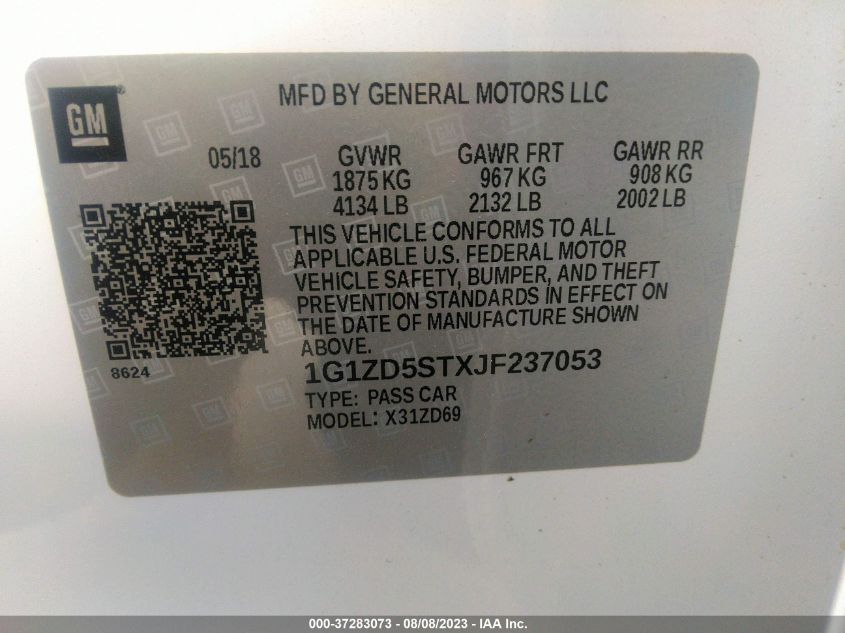 GM
MFD BY GENERAL MOTORS LLC
05/18 GVWR GAWR FRT GAWR RR
1875 KG 967 KG 908 KG
4134 LB 2132 LB 2002 LB
THIS VEHICLE CONFORMS TO ALL
APPLICABLE U.S. FEDERAL MOTOR
VEHICLE SAFETY, BUMPER, AND THEFT
PREVENTION STANDARDS IN EFFECT ON
THE DATE OF MANUFACTURE SHOWN
ABOVE.
8624
1G1ZD5STXJF237053
TYPE: PASS CAR
MODEL: X31ZD69
000-37283073 - 08/08/2023 - IAA Inc.